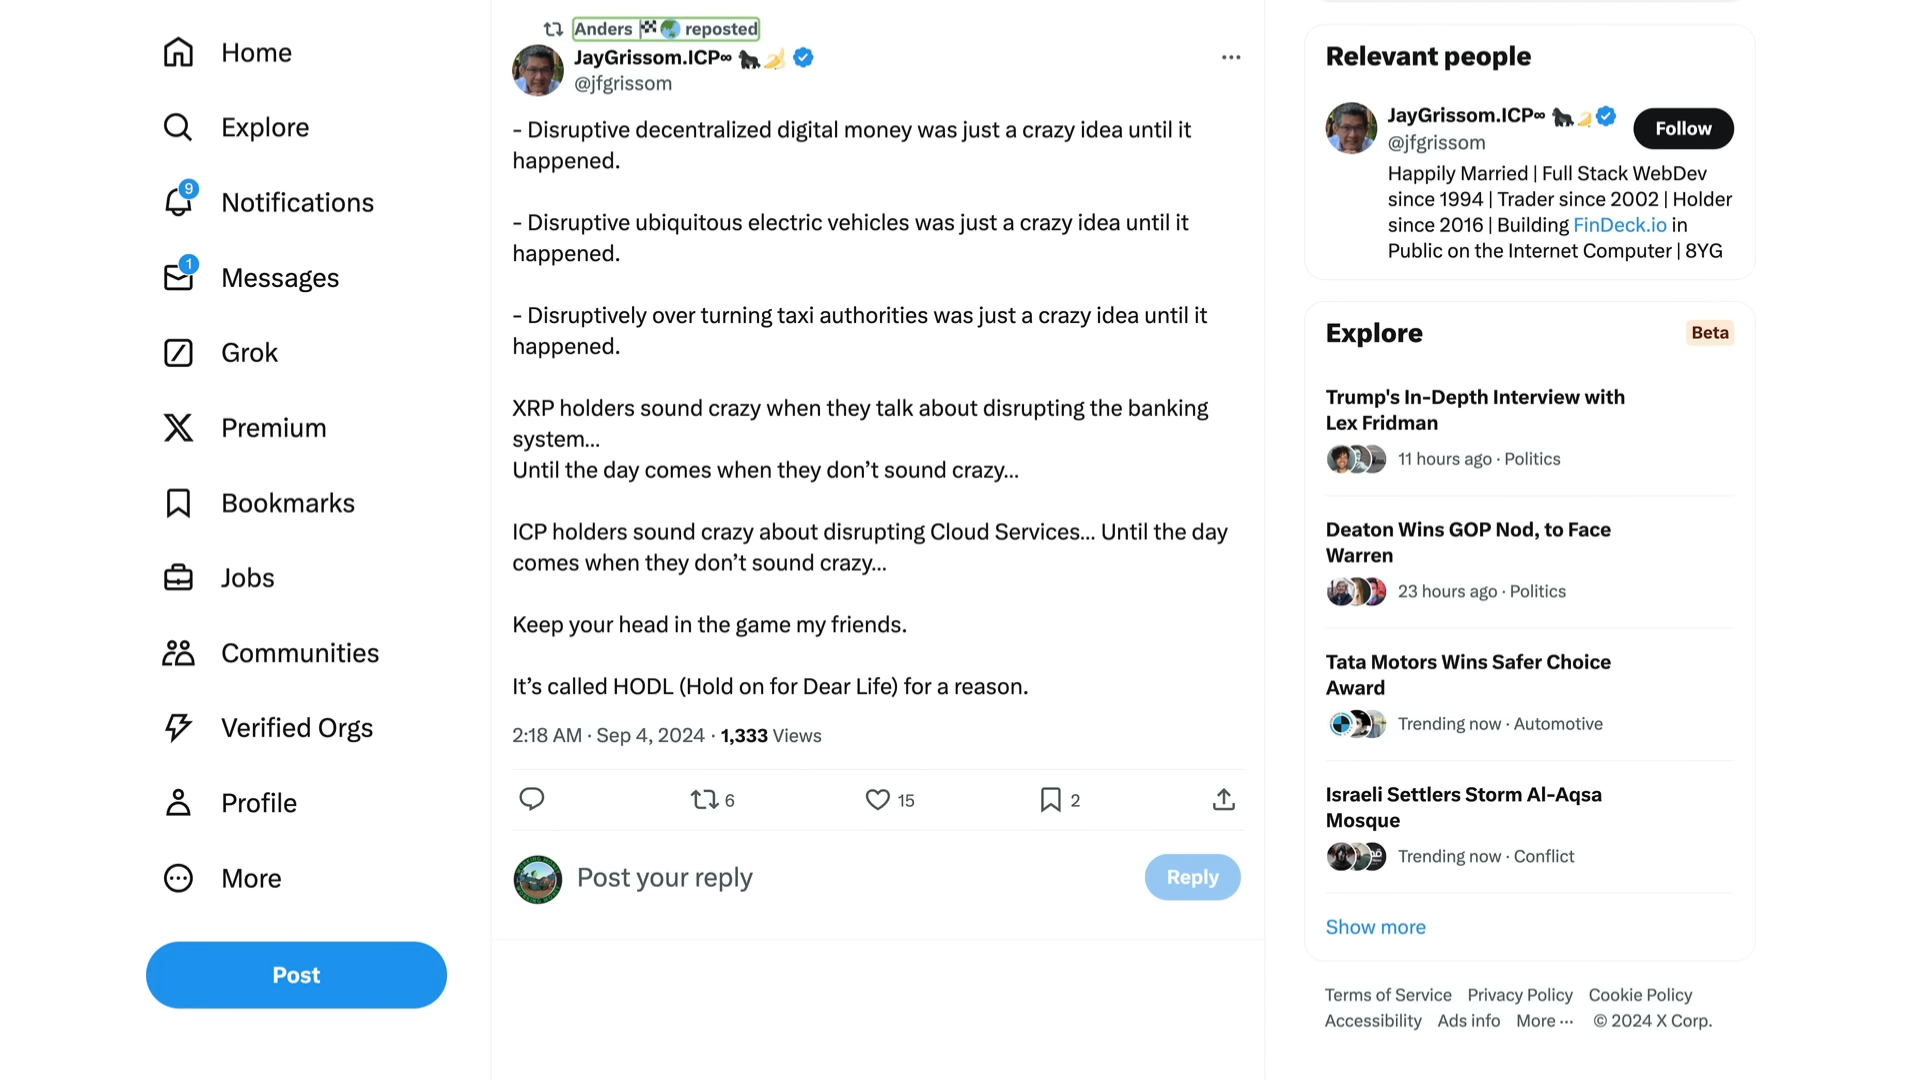 Home
Explore
9
Notifications
1
Messages
Grok
Premium
Bookmarks
Jobs
Communities
Verified Orgs
Profile
More
Post
Anders 🏁🌏 reposted
JayGrissom.ICP∞ 🦍🍌
@jfgrissom
- Disruptive decentralized digital money was just a crazy idea until it
happened.
- Disruptive ubiquitous electric vehicles was just a crazy idea until it
happened.
- Disruptively over turning taxi authorities was just a crazy idea until it
happened.
XRP holders sound crazy when they talk about disrupting the banking
system...
Until the day comes when they don’t sound crazy...
ICP holders sound crazy about disrupting Cloud Services... Until the day
comes when they don’t sound crazy...
Keep your head in the game my friends.
It’s called HODL (Hold on for Dear Life) for a reason.
2:18 AM · Sep 4, 2024 · 1,333 Views
6 15 2
Post your reply
Reply
Relevant people
JayGrissom.ICP∞ 🦍🍌
@jfgrissom
Follow
Happily Married | Full Stack WebDev
since 1994 | Trader since 2002 | Holder
since 2016 | Building FinDeck.io in
Public on the Internet Computer | 8YG
Explore
Beta
Trump's In-Depth Interview with
Lex Fridman
11 hours ago · Politics
Deaton Wins GOP Nod, to Face
Warren
23 hours ago · Politics
Tata Motors Wins Safer Choice
Award
Trending now · Automotive
Israeli Settlers Storm Al-Aqsa
Mosque
Trending now · Conflict
Show more
Terms of Service Privacy Policy Cookie Policy
Accessibility Ads info More ··· © 2024 X Corp.